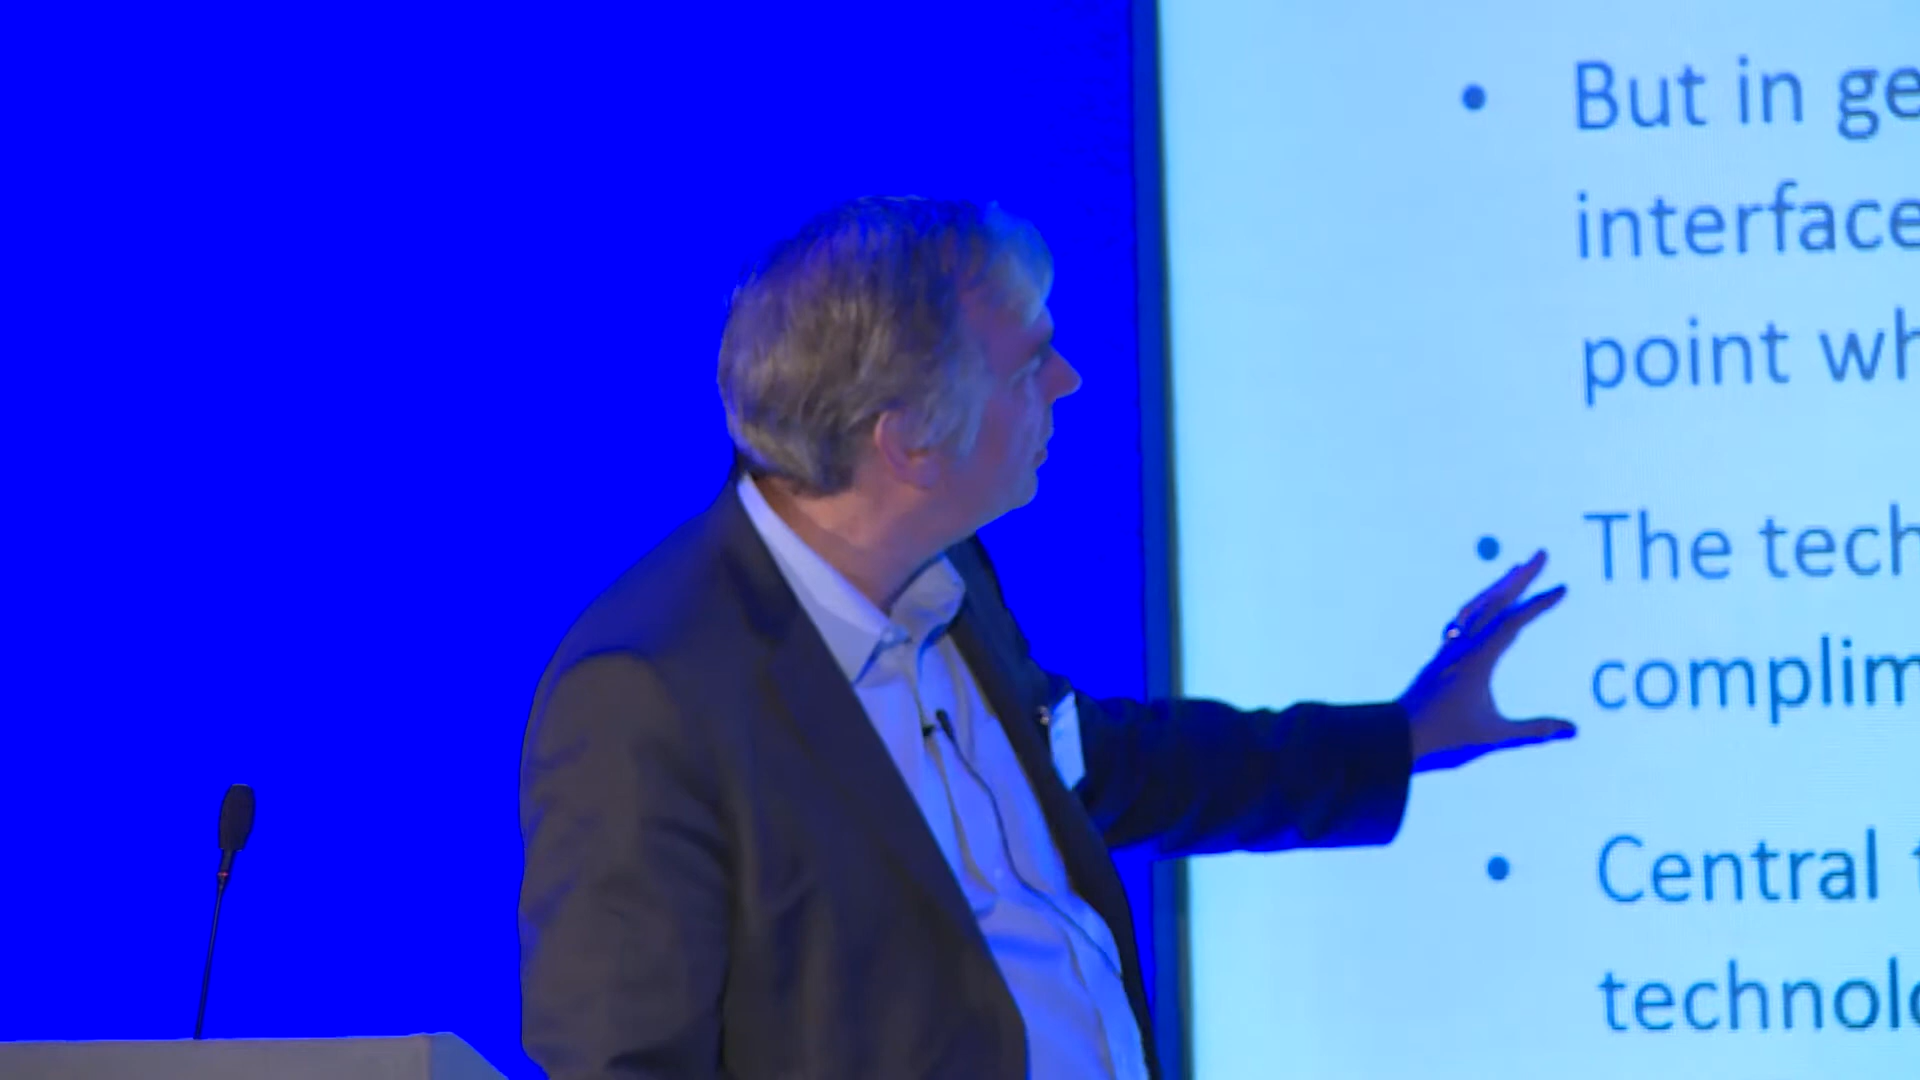 • But in ge
interface
point wh
• The tech
complim
• Central
technolo